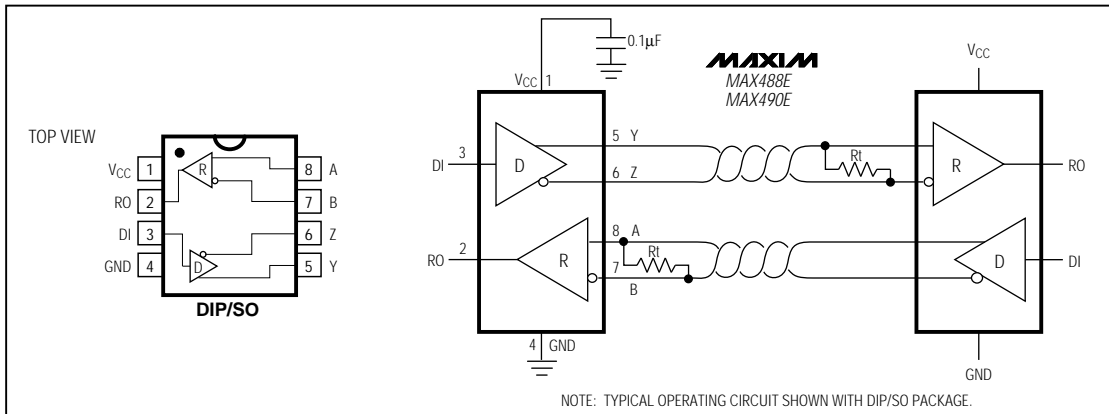 TOP VIEW
VCC 1
RO 2
DI 3
GND 4
8 A
7 B
6 Z
5 Y
R
D
DIP/SO
0.1µF
VCC 1
MAXIM
MAX488E
MAX490E
VCC
DI 3
D
5 Y
6 Z
Rt
R
RO
RO 2
R
8 A
7
B
Rt
D
DI
4 GND
GND
NOTE: TYPICAL OPERATING CIRCUIT SHOWN WITH DIP/SO PACKAGE.